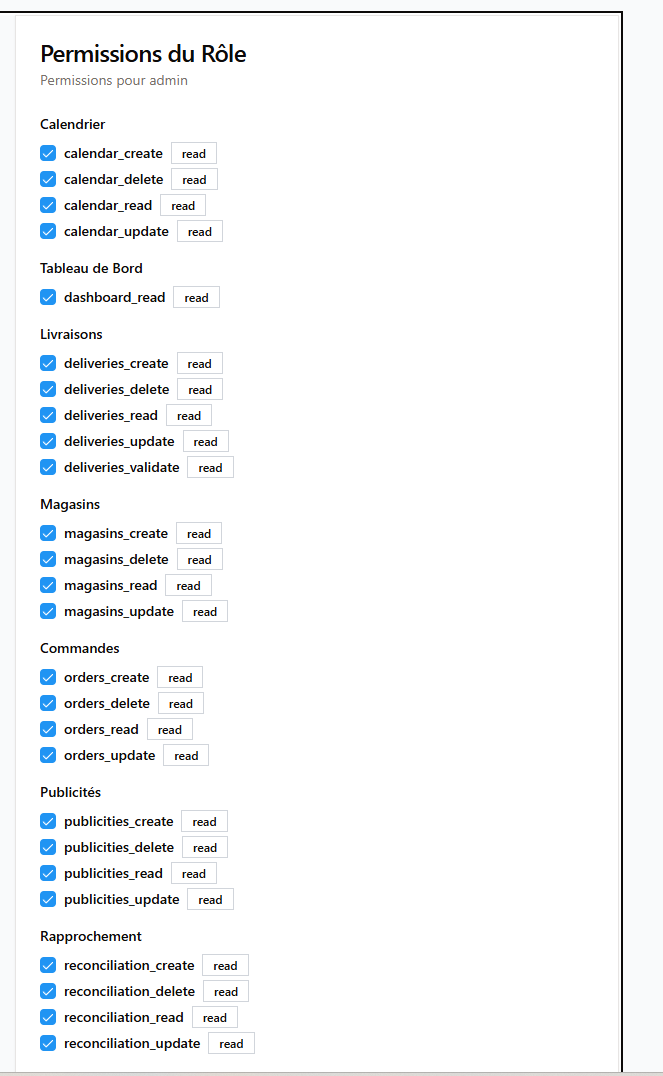 Permissions du Rôle
Permissions pour admin
Calendrier
calendar_create read
calendar_delete read
calendar_read read
calendar_update read
Tableau de Bord
dashboard_read read
Livraisons
deliveries_create read
deliveries_delete read
deliveries_read read
deliveries_update read
deliveries_validate read
Magasins
magasins_create read
magasins_delete read
magasins_read read
magasins_update read
Commandes
orders_create read
orders_delete read
orders_read read
orders_update read
Publicités
publicities_create read
publicities_delete read
publicities_read read
publicities_update read
Rapprochement
reconciliation_create read
reconciliation_delete read
reconciliation_read read
reconciliation_update read